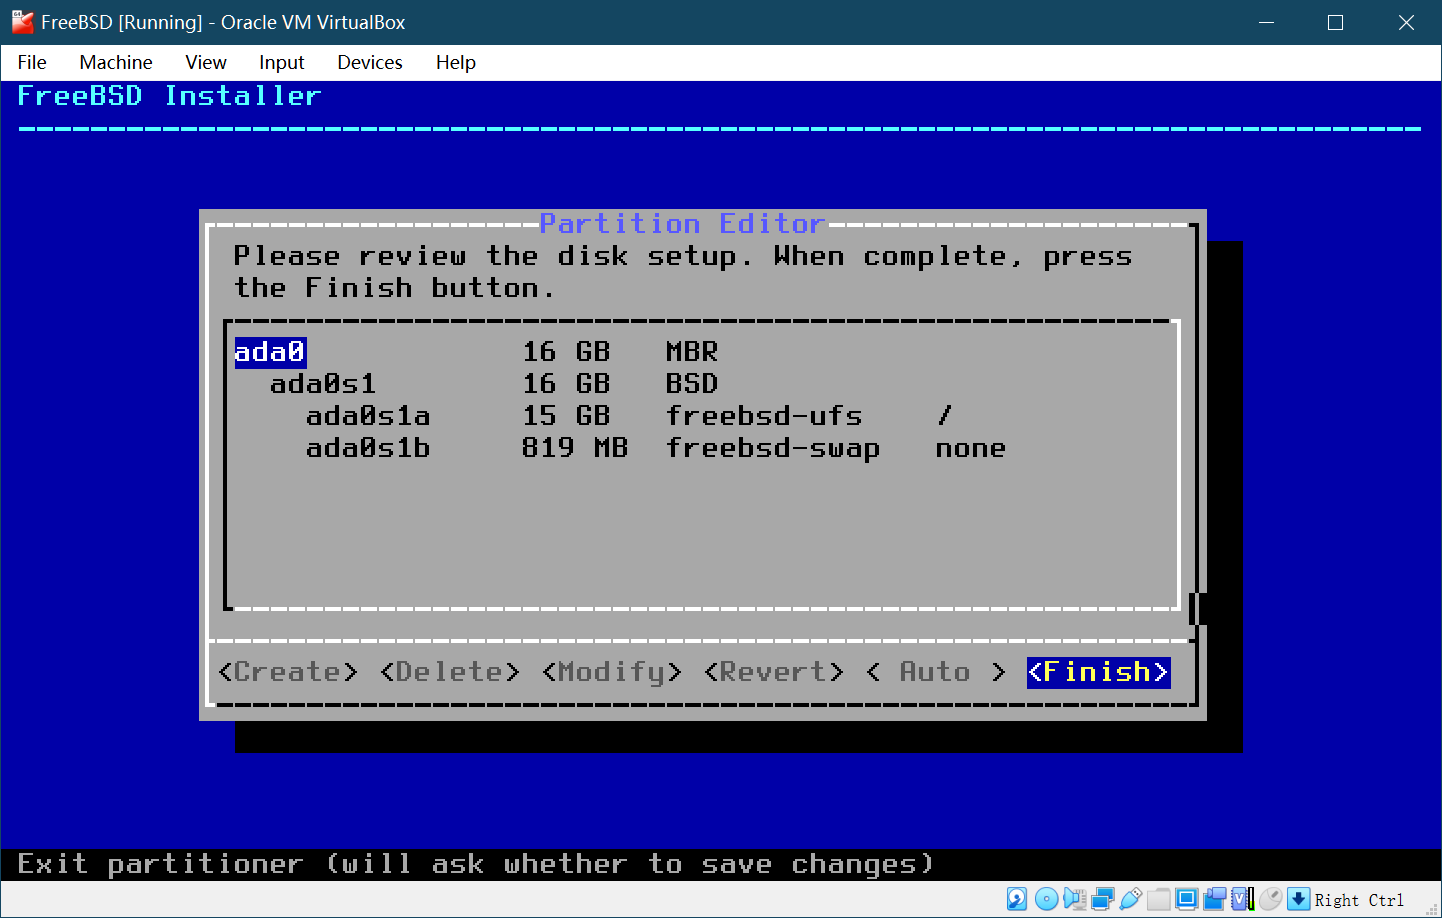 FreeBSD [Running] - Oracle VM VirtualBox
File Machine View Input Devices Help
FreeBSD Installer
Partition Editor
Please review the disk setup. When complete, press
the Finish button.
ada0 16 GB MBR
ada0s1 16 GB BSD
ada0s1a 15 GB freebsd-ufs /
ada0s1b 819 MB freebsd-swap none
<Create> <Delete> <Modify> <Revert> < Auto > <Finish>
Exit partitioner (will ask whether to save changes)
Right Ctrl